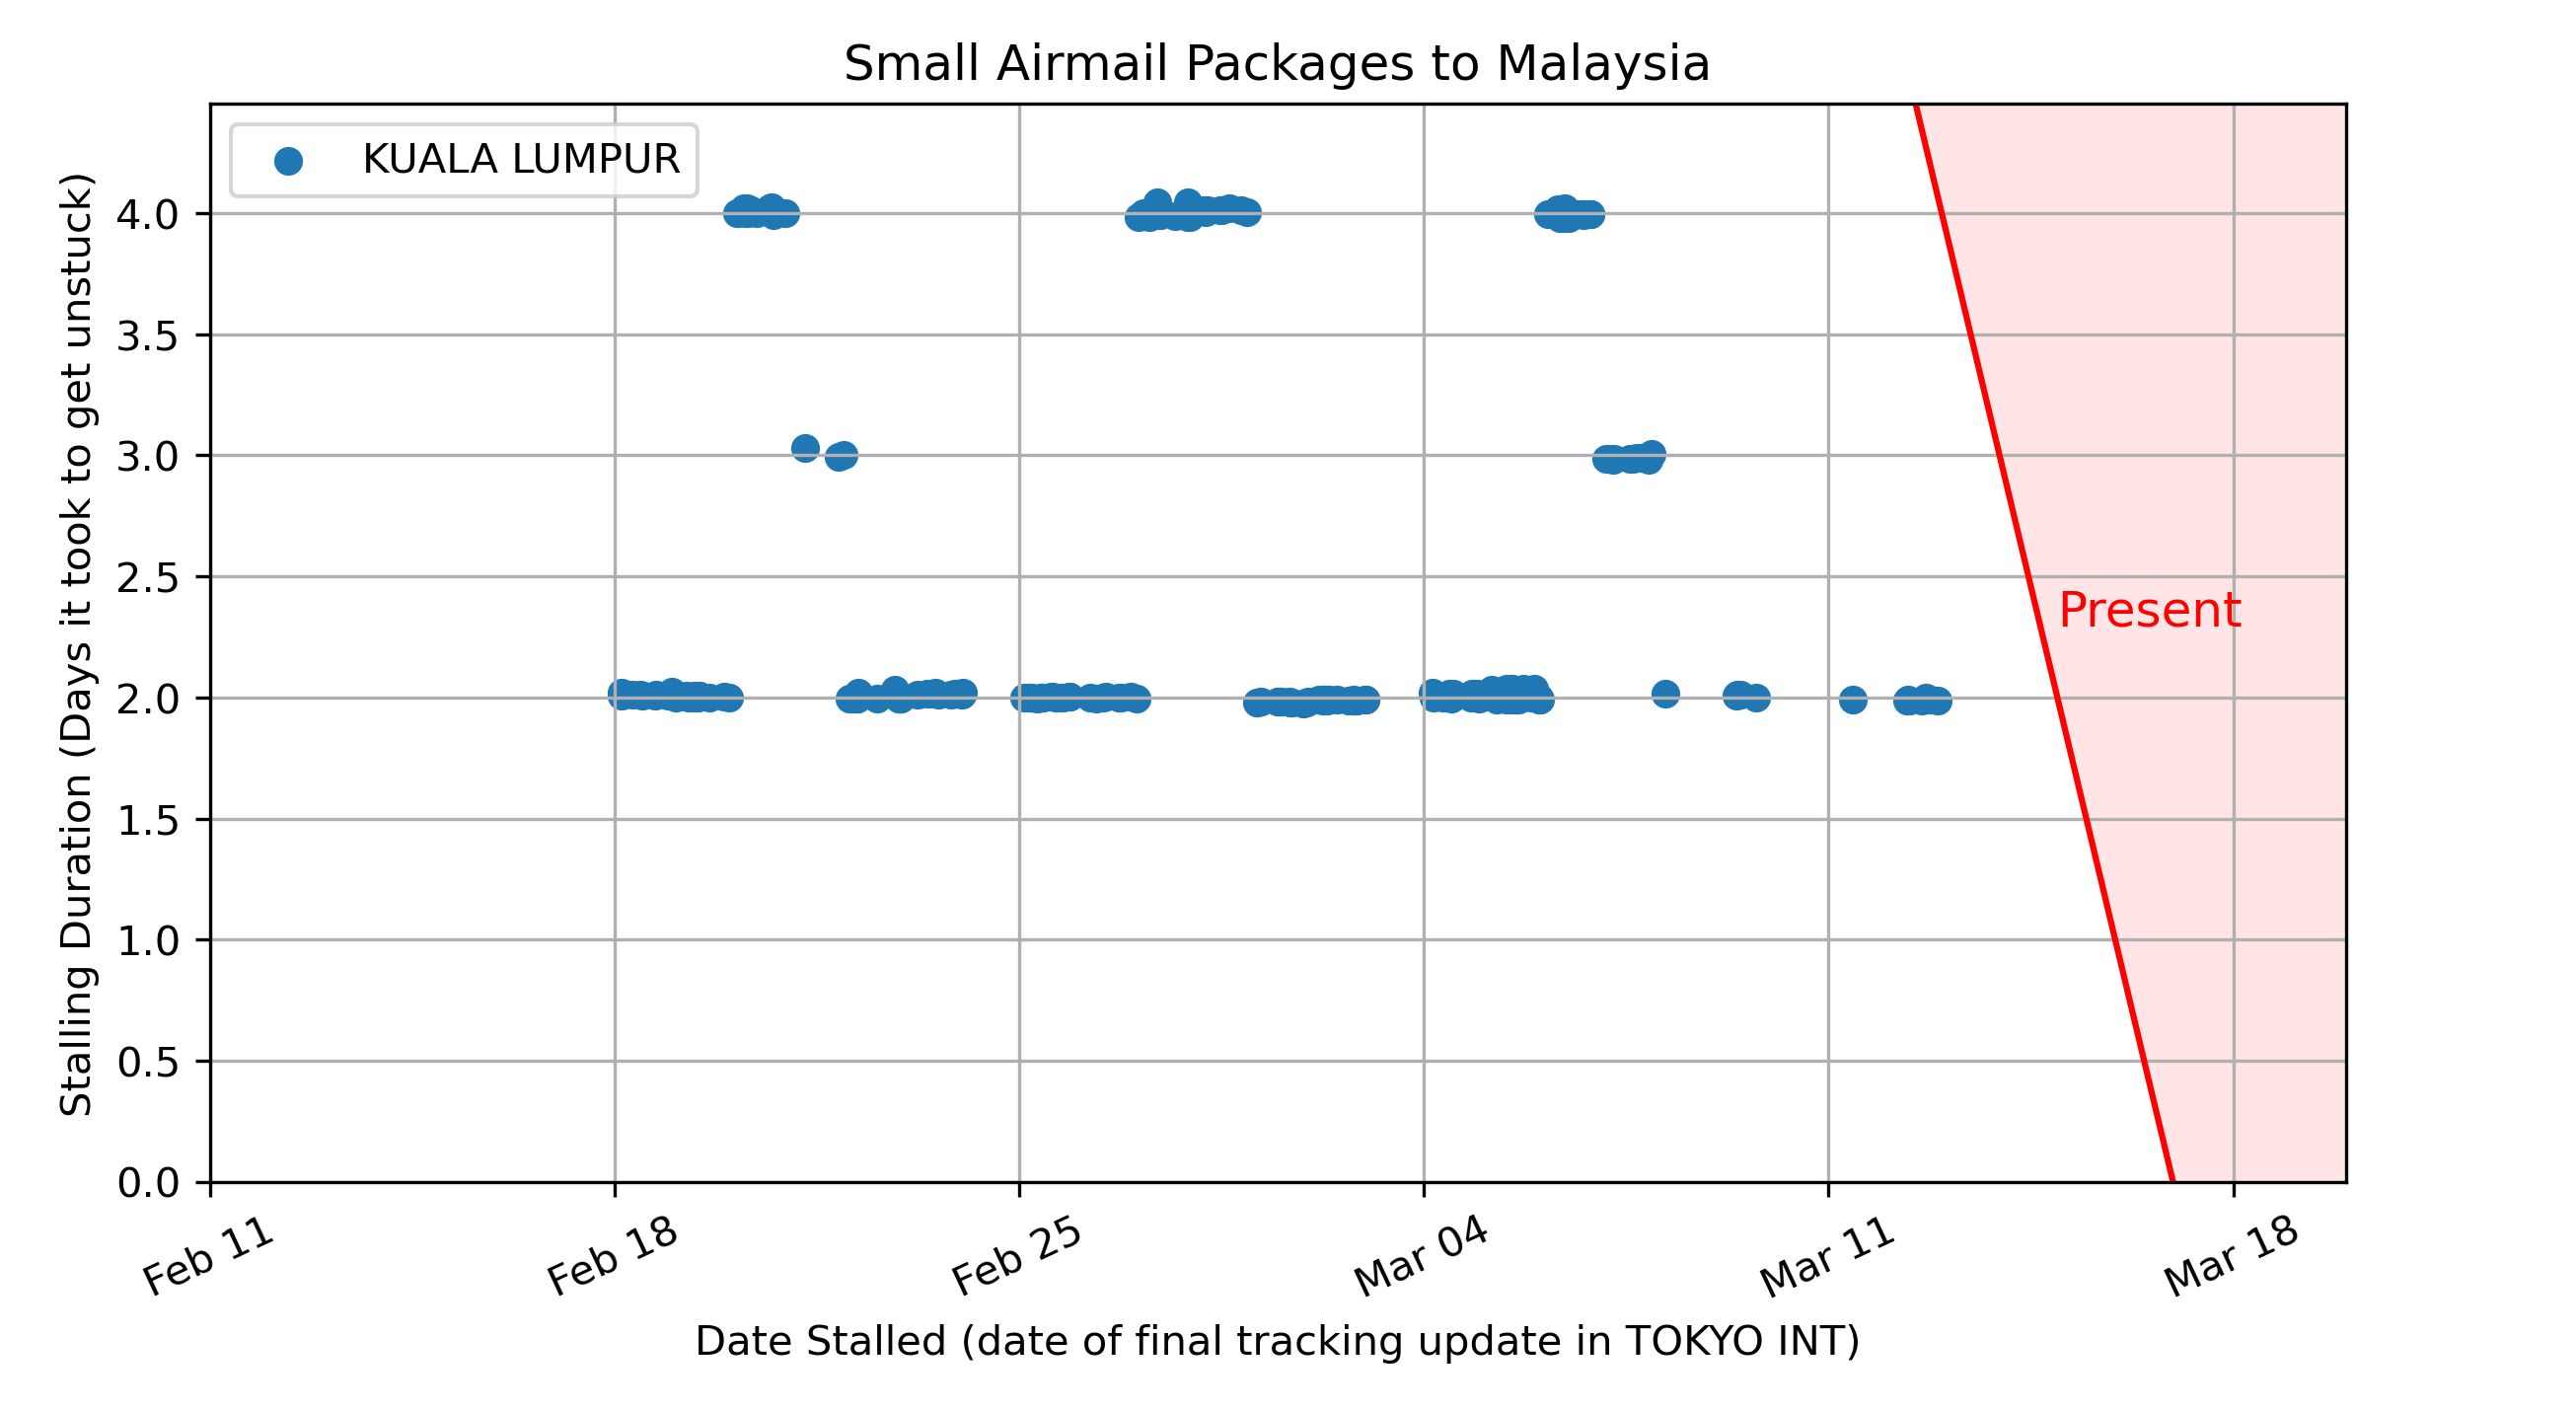 Small Airmail Packages to Malaysia
KUALA LUMPUR
Stalling Duration (Days it took to get unstuck)
4.0
3.5
3.0
2.5
2.0
1.5
1.0
0.5
0.0
Present
Feb 11
Feb 18
Feb 25
Mar 04
Mar 11
Mar 18
Date Stalled (date of final tracking update in TOKYO INT)